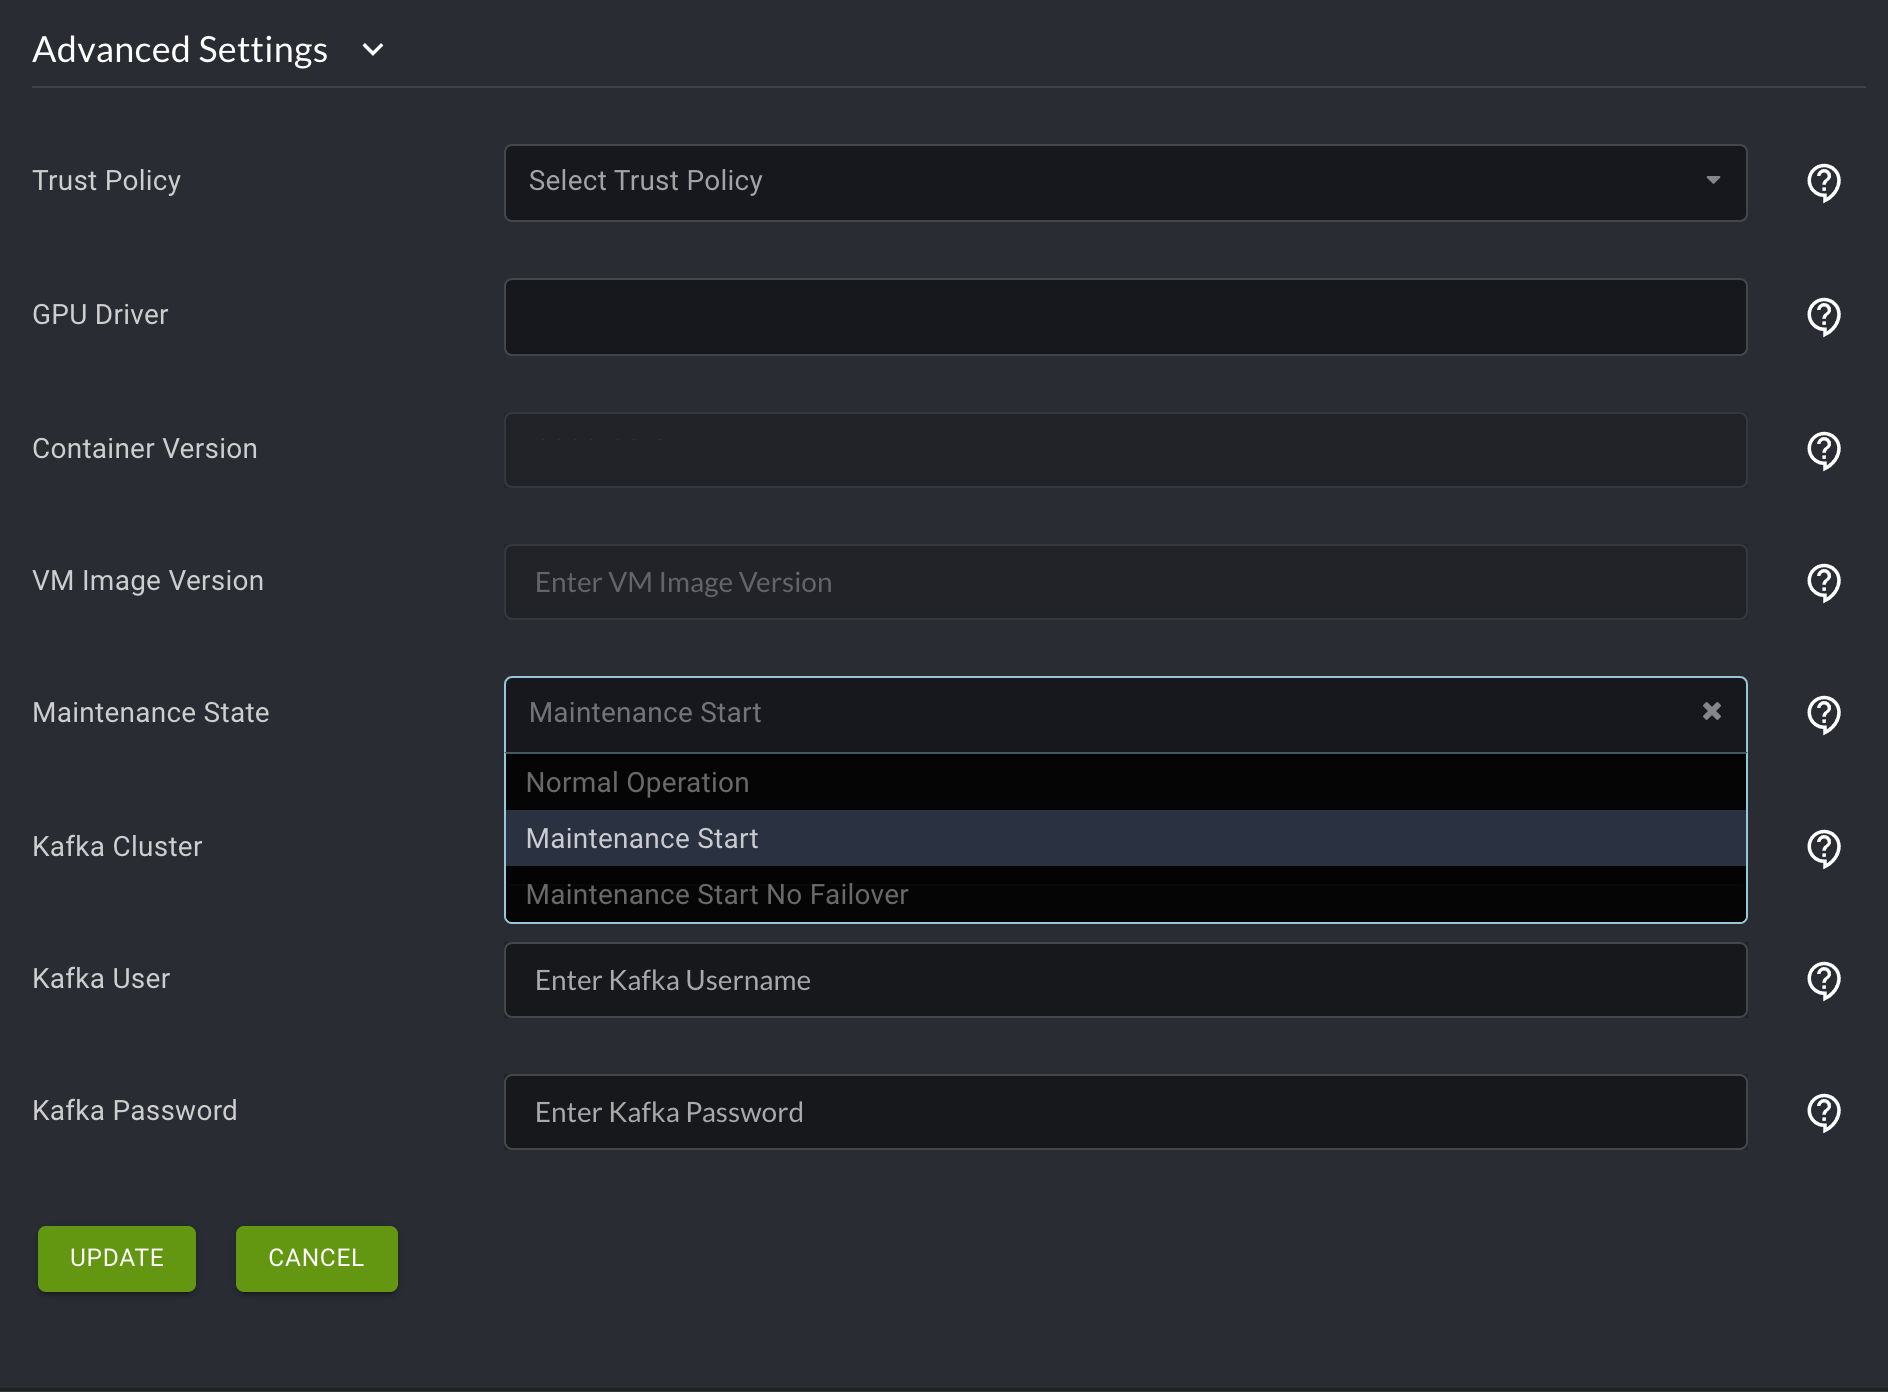 Advanced Settings
Trust Policy
Select Trust Policy
GPU Driver
Container Version
VM Image Version
Enter VM Image Version
Maintenance State
Maintenance Start
Normal Operation
Maintenance Start
Kafka Cluster
Maintenance Start No Failover
Kafka User
Enter Kafka Username
Kafka Password
Enter Kafka Password
UPDATE
CANCEL